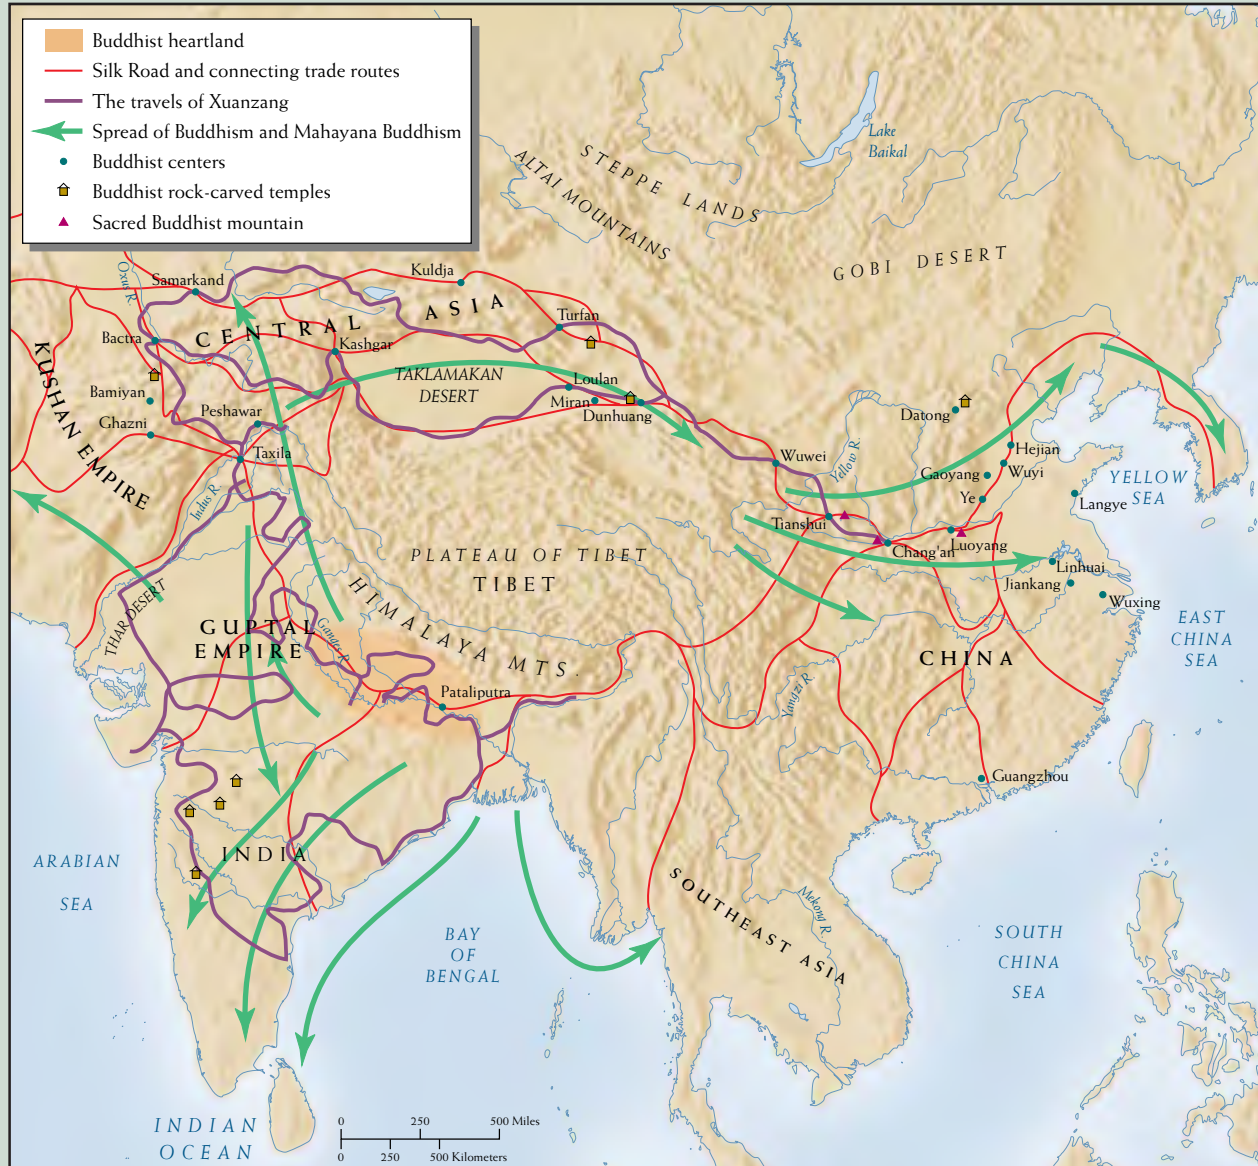 Buddhist heartland
Silk Road and connecting trade routes
The travels of Xuanzang
Spread of Buddhism and Mahayana Buddhism
Buddhist centers
Buddhist rock-carved temples
Sacred Buddhist mountain
Lake
Baikal
STEPPE LANDS
ALTAI MOUNTAINS
GOBI DESERT
Oxus R.
Samarkand
Kuldja
CENTRAL ASIA
Turfan
Bactra
Kashgar
KUSHAN EMPIRE
TAKLAMAKAN
DESERT
Loulan
Miran
Dunhuang
Bamiyan
Peshawar
Ghazni
Taxila
Datong
Hejian
Wuwei
Yellow R.
Gaoyang
Wuyi
YELLOW
SEA
Ye
Langye
Indus R.
Tianshui
Chang'an
Luoyang
Linhuai
Jiankang
Wuxing
PLATEAU OF TIBET
TIBET
HIMALAYA MTS.
THAR DESERT
GUPTAL
EMPIRE
Ganges R.
EAST
CHINA
SEA
CHINA
Yangzi R.
Pataliputra
Guangzhou
INDIA
ARABIAN
SEA
SOUTHEAST ASIA
Mekong R.
BAY
OF
BENGAL
SOUTH
CHINA
SEA
INDIAN
OCEAN
0 250 500 Miles
0 250 500 Kilometers